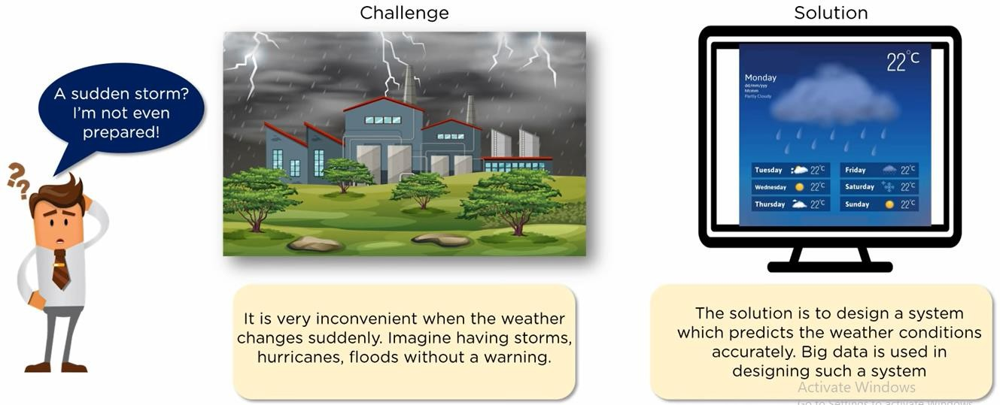 Challenge
Solution
A sudden storm?
I'm not even
prepared!
22°C
Monday
dd/mm/yyy
hh:mm
Partly Cloudy
Tuesday 22°C
Friday 22°C
Wednesday 22°C
Saturday 22°C
Thursday 22°C
Sunday 22°C
It is very inconvenient when the weather
changes suddenly. Imagine having storms,
hurricanes, floods without a warning.
The solution is to design a system
which predicts the weather conditions
accurately. Big data is used in
designing such a system
Activate Windows
Go to Settings to activate Windows.